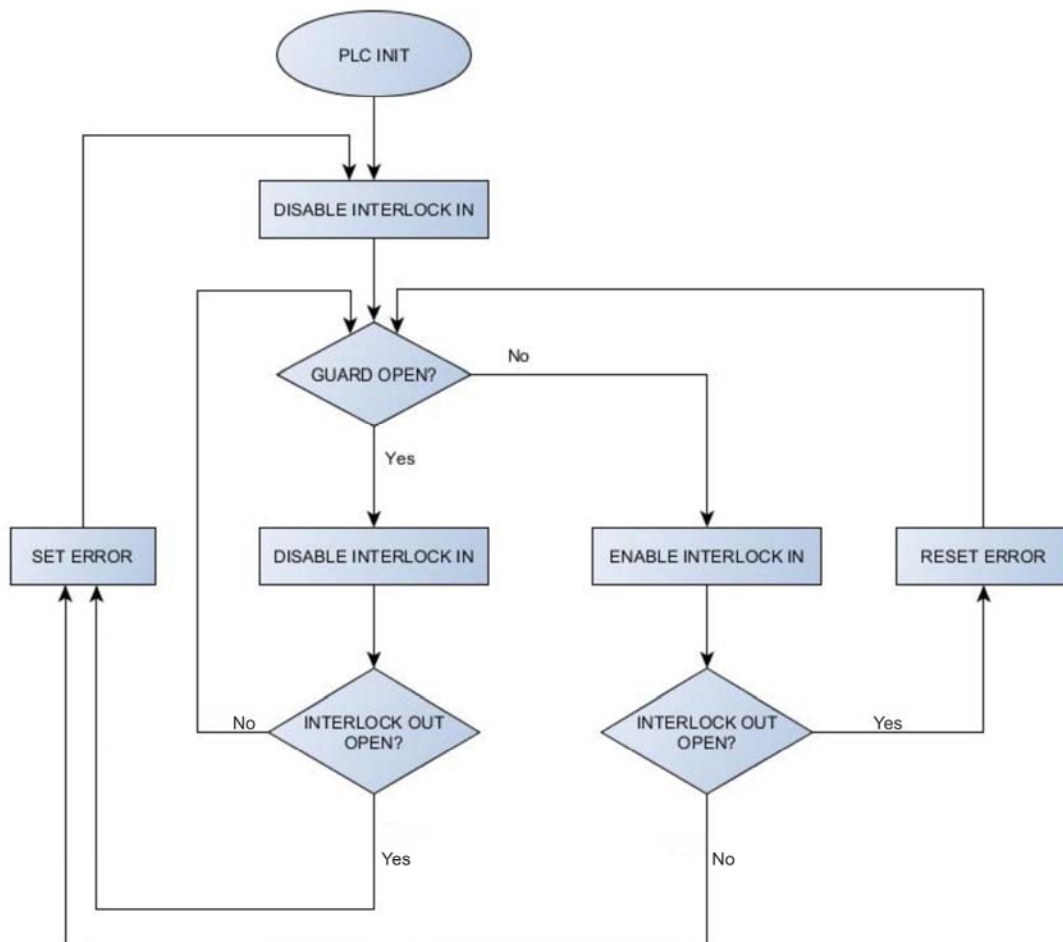 PLC INIT
DISABLE INTERLOCK IN
No
GUARD OPEN?
Yes
SET ERROR
DISABLE INTERLOCK IN
ENABLE INTERLOCK IN
RESET ERROR
No
INTERLOCK OUT
OPEN?
INTERLOCK OUT
OPEN?
Yes
Yes
No